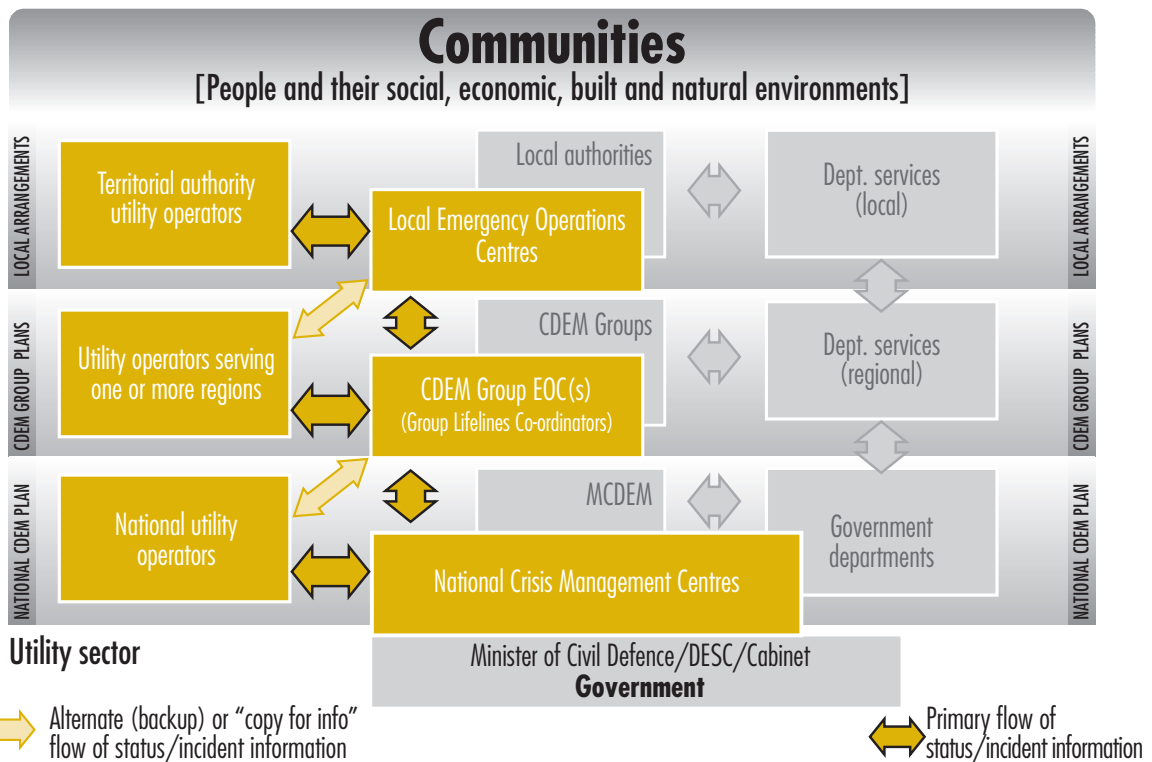 Communities
[People and their social, economic, built and natural environments]
LOCAL ARRANGEMENTS
Territorial authority
utility operators
Local authorities
Local Emergency Operations
Centres
Dept. services
(local)
LOCAL ARRANGEMENTS
CDEM GROUP PLANS
Utility operators serving
one or more regions
CDEM Groups
CDEM Group EOC(s)
(Group Lifelines Co-ordinators)
Dept. services
(regional)
CDEM GROUP PLANS
NATIONAL CDEM PLAN
National utility
operators
MCDEM
National Crisis Management Centres
Government
departments
NATIONAL CDEM PLAN
Utility sector
Minister of Civil Defence/DESC/Cabinet
Government
Alternate (backup) or “copy for info”
flow of status/incident information
Primary flow of
status/incident information